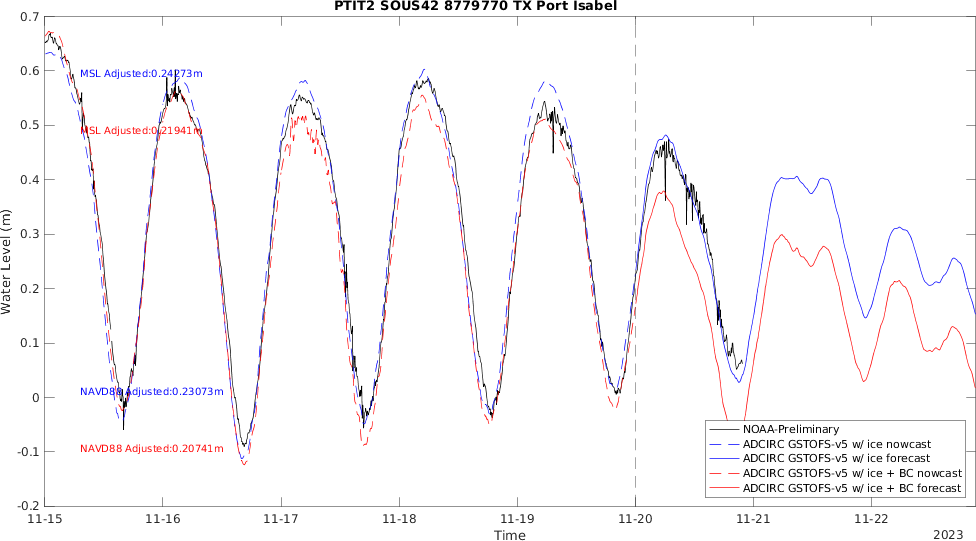 PTIT2 SOUS42 8779770 TX Port Isabel
0.7
0.6
0.5
0.4
0.3
0.2
0.1
0
-0.1
-0.2
Water Level (m)
MSL Adjusted:0.24273m
MSL Adjusted:0.21941m
NAVD88 Adjusted:0.23073m
NAVD88 Adjusted:0.20741m
NOAA-Preliminary
ADCIRC GSTOFS-v5 w/ ice nowcast
ADCIRC GSTOFS-v5 w/ ice forecast
ADCIRC GSTOFS-v5 w/ ice + BC nowcast
ADCIRC GSTOFS-v5 w/ ice + BC forecast
11-15 11-16 11-17 11-18 11-19 11-20 11-21 11-22
Time
2023